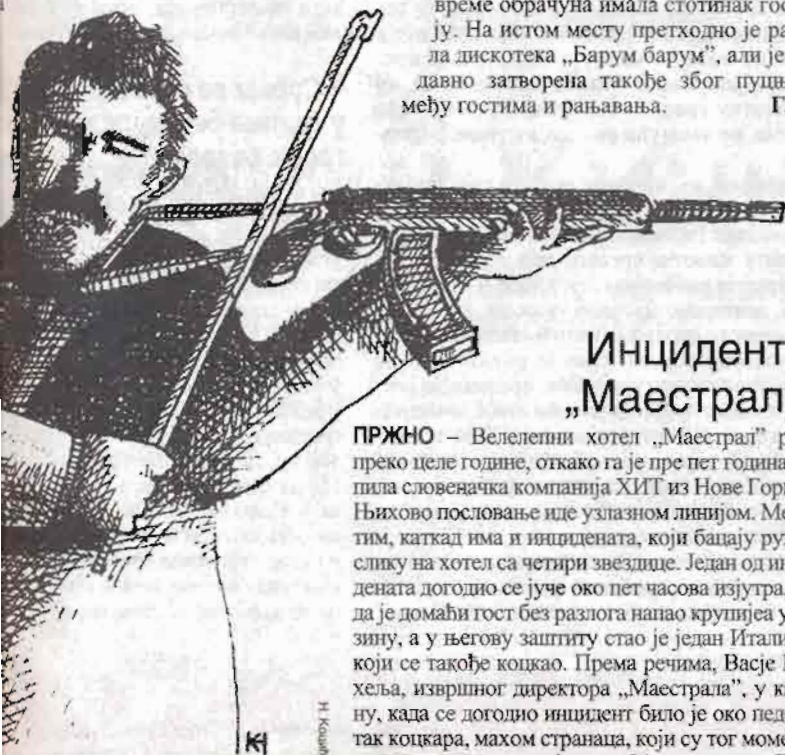 време обрачуна имала стотинак гос
ју. На истом месту претходно је ра
ла дискотека „Барум барум”, али је
давно затворена такође због пуцњ
међу гостима и рањавања. Г
Инцидент
„Маестрал
ПРЖНО – Велелепни хотел „Маестрал” р
преко целе године, откако га је пре пет година
пила словеначка компанија ХИТ из Нове Гори
Њихово пословање иде узлазном линијом. Ме
тим, каткад има и инцидената, који бацају руж
слику на хотел са четири звездице. Један од ин
дената догодио се јуче око пет часова изјутра,
да је домаћи гост без разлога напао крупијеа у
зину, а у његову заштиту стао је један Итали
који се такође коцкао. Према речима, Васје
хеља, извршног директора „Маестрала”, у к
ну, када се догодио инцидент било је око пед
так коцкара, махом странаца, који су тог моме